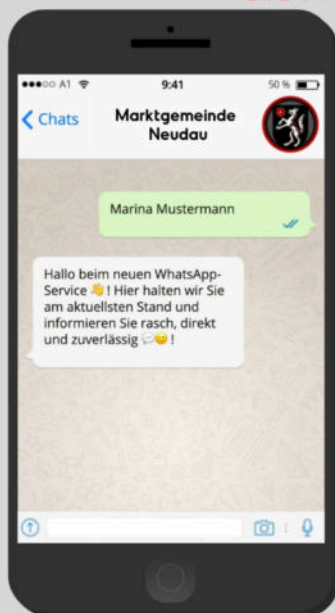 A1
9:41
50 %
Chats
Marktgemeinde
Neudau
Marina Mustermann
Hallo beim neuen WhatsApp-
Service 👋 ! Hier halten wir Sie
am aktuellsten Stand und
informieren Sie rasch, direkt
und zuverlässig 💬😊 !